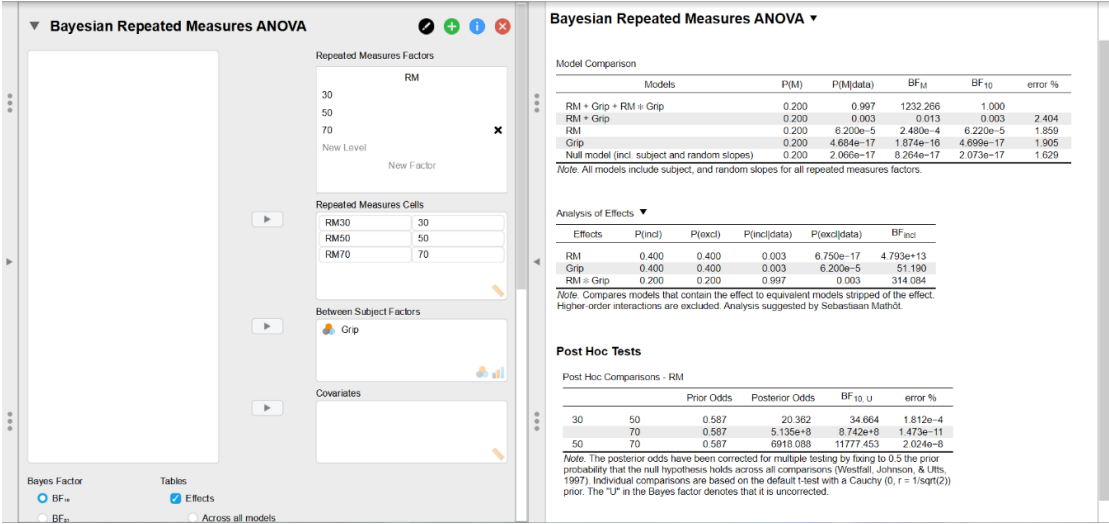 Bayesian Repeated Measures ANOVA
Repeated Measures Factors
RM
30
50
70
New Level
New Factor
Repeated Measures Cells
RM30 30
RM50 50
RM70 70
Between Subject Factors
Grip
Covariates
Bayes Factor Tables
BF₁₀ Effects
BF₀₁ Across all models
Bayesian Repeated Measures ANOVA
Model Comparison
Models P(M) P(M|data) BF M BF 10 error %
RM + Grip + RM ∗ Grip 0.200 0.997 1232.266 1.000
RM + Grip 0.200 0.003 0.013 0.003 2.404
RM 0.200 6.200e−5 2.480e−4 6.220e−5 1.859
Grip 0.200 4.684e−17 1.874e−16 4.699e−17 1.905
Null model (incl. subject and random slopes) 0.200 2.066e−17 8.264e−17 2.073e−17 1.629
Note. All models include subject, and random slopes for all repeated measures factors.
Analysis of Effects
Effects P(incl) P(excl) P(incl|data) P(excl|data) BF incl
RM 0.400 0.400 0.003 6.750e−17 4.793e+13
Grip 0.400 0.400 0.003 6.200e−5 51.190
RM ∗ Grip 0.200 0.200 0.997 0.003 314.084
Note. Compares models that contain the effect to equivalent models stripped of the effect.
Higher-order interactions are excluded. Analysis suggested by Sebastiaan Mathôt.
Post Hoc Tests
Post Hoc Comparisons - RM
Prior Odds Posterior Odds BF 10, U error %
30 50 0.587 20.362 34.664 1.812e−4
70 0.587 5.135e+8 8.742e+8 1.473e−11
50 70 0.587 6918.088 11777.453 2.024e−8
Note. The posterior odds have been corrected for multiple testing by fixing to 0.5 the prior
probability that the null hypothesis holds across all comparisons (Westfall, Johnson, & Utts,
1997). Individual comparisons are based on the default t-test with a Cauchy (0, r = 1/sqrt(2))
prior. The "U" in the Bayes factor denotes that it is uncorrected.